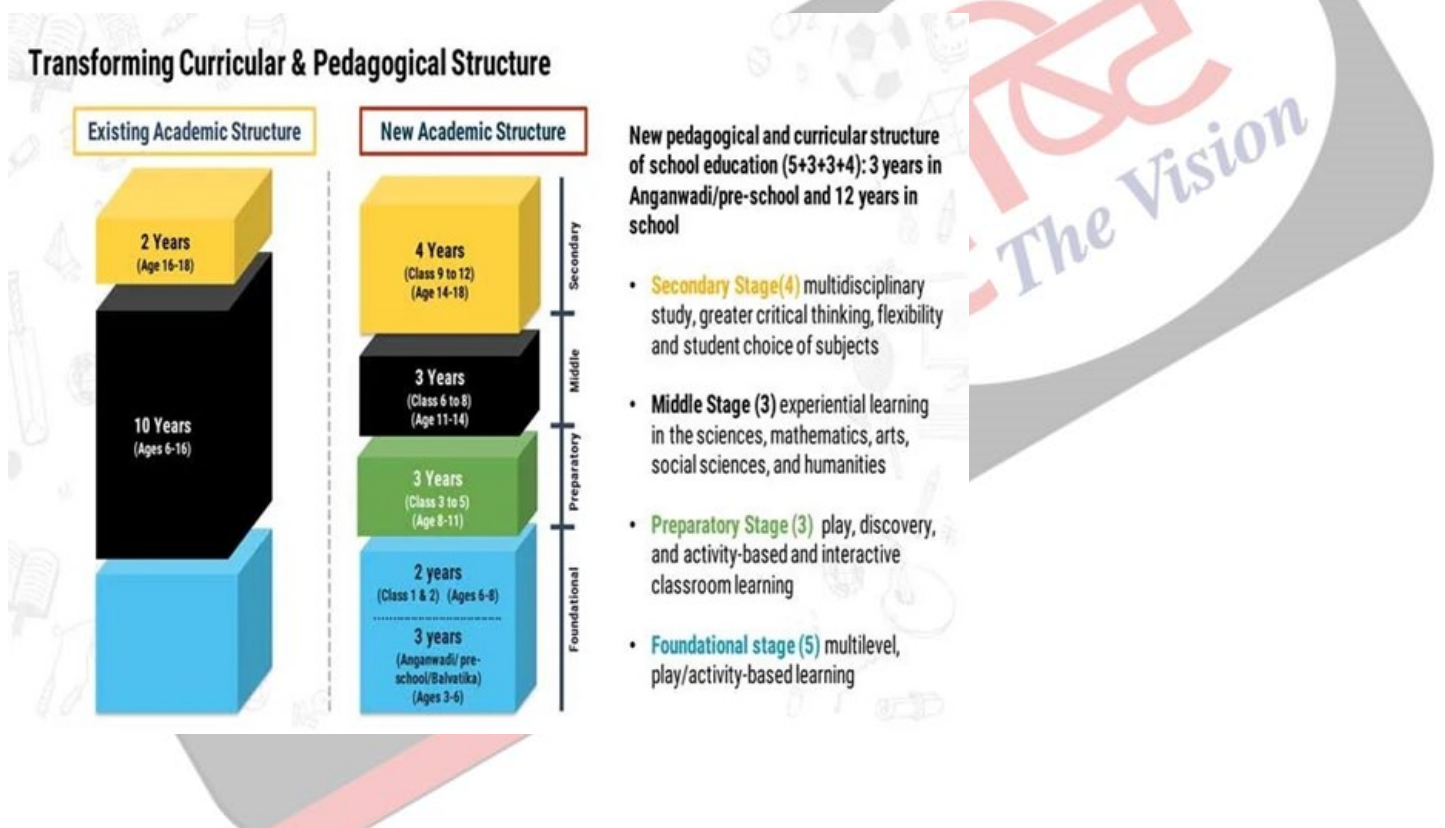 Transforming Curricular & Pedagogical Structure
Existing Academic Structure
2 Years
(Age 16-18)
10 Years
(Ages 6-16)
New Academic Structure
4 Years
(Class 9 to 12)
(Age 14-18)
3 Years
(Class 6 to 8)
(Age 11-14)
3 Years
(Class 3 to 5)
(Age 8-11)
2 years
(Class 1 & 2) (Ages 6-8)
3 years
(Anganwadi/ pre-
school/Balvatika)
(Ages 3-6)
Secondary
Middle
Preparatory
Foundational
New pedagogical and curricular structure
of school education (5+3+3+4): 3 years in
Anganwadi/pre-school and 12 years in
school
• Secondary Stage(4) multidisciplinary
study, greater critical thinking, flexibility
and student choice of subjects
• Middle Stage (3) experiential learning
in the sciences, mathematics, arts,
social sciences, and humanities
• Preparatory Stage (3) play, discovery,
and activity-based and interactive
classroom learning
• Foundational stage (5) multilevel,
play/activity-based learning
The Vision